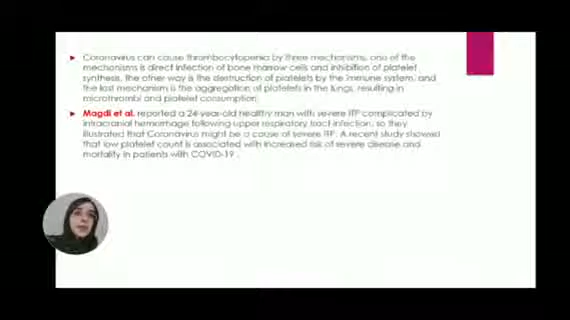 Coronavirus can cause thrombocytopenia by three mechanisms, one of the
mechanisms is direct infection of bone marrow cells and inhibition of platelet
synthesis, the other way is the destruction of platelets by the immune system, and
the last mechanism is the aggregation of platelets in the lungs, resulting in
microthrombi and platelet consumption
Magdi et al. reported a 24-year-old healthy man with severe ITP complicated by
intracranial hemorrhage following upper respiratory tract infection, so they
illustrated that Coronavirus might be a cause of severe ITP. A recent study showed
that low platelet count is associated with increased risk of severe disease and
mortality in patients with COVID-19 .